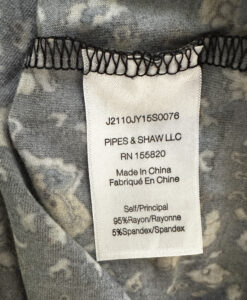 J2110JY15S0076
PIPES & SHAW LLC
RN 155820
Made In China
Fabriqué En Chine
Self/Principal
95%Rayon/Rayonne
5%Spandex/Spandex